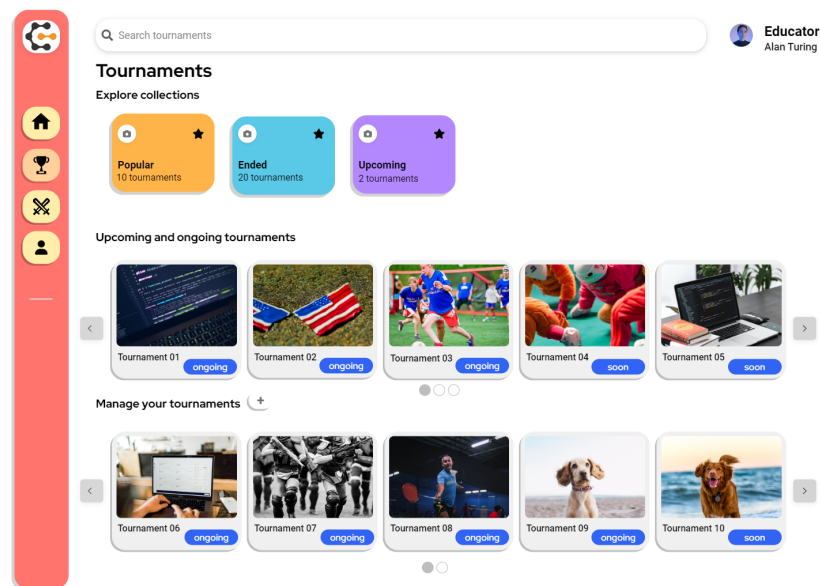 Search tournaments
Educator
Alan Turing
Tournaments
Explore collections
Popular
10 tournaments
Ended
20 tournaments
Upcoming
2 tournaments
Upcoming and ongoing tournaments
Tournament 01
ongoing
Tournament 02
ongoing
Tournament 03
ongoing
Tournament 04
soon
Tournament 05
soon
Manage your tournaments +
Tournament 06
ongoing
Tournament 07
ongoing
Tournament 08
ongoing
Tournament 09
ongoing
Tournament 10
soon